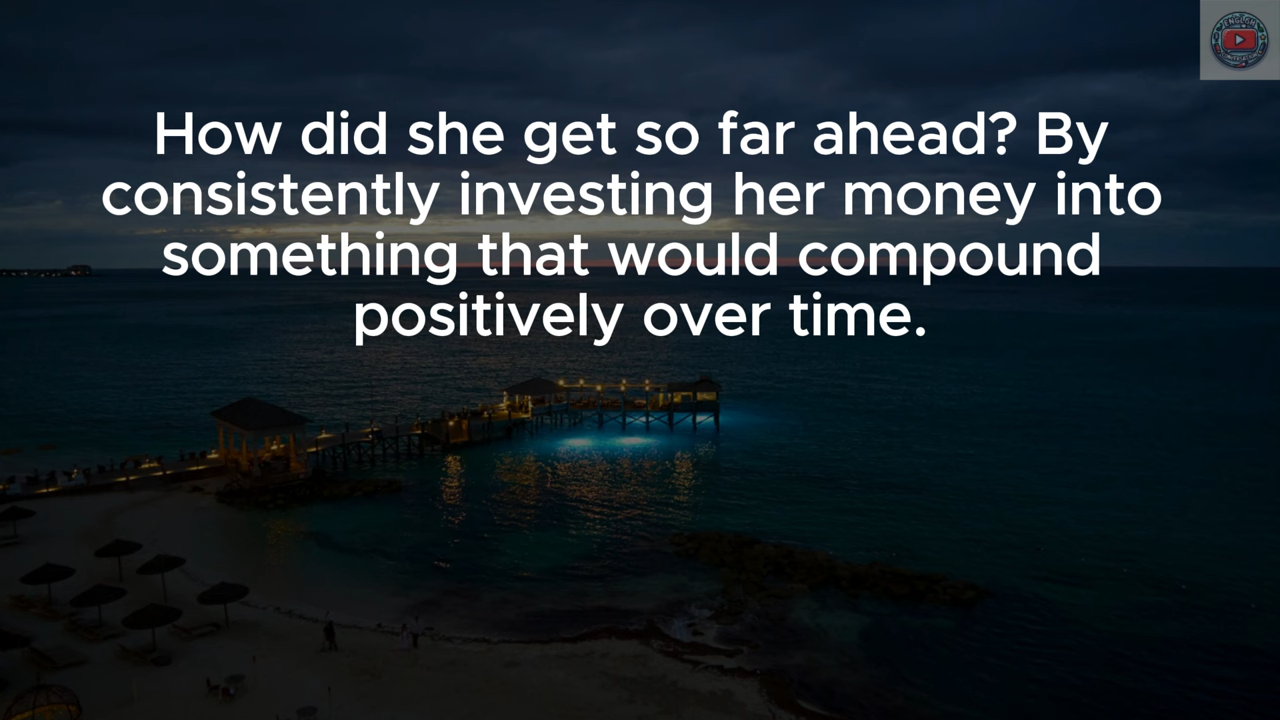 How did she get so far ahead? By
consistently investing her money into
something that would compound
positively over time.
ENGLISH